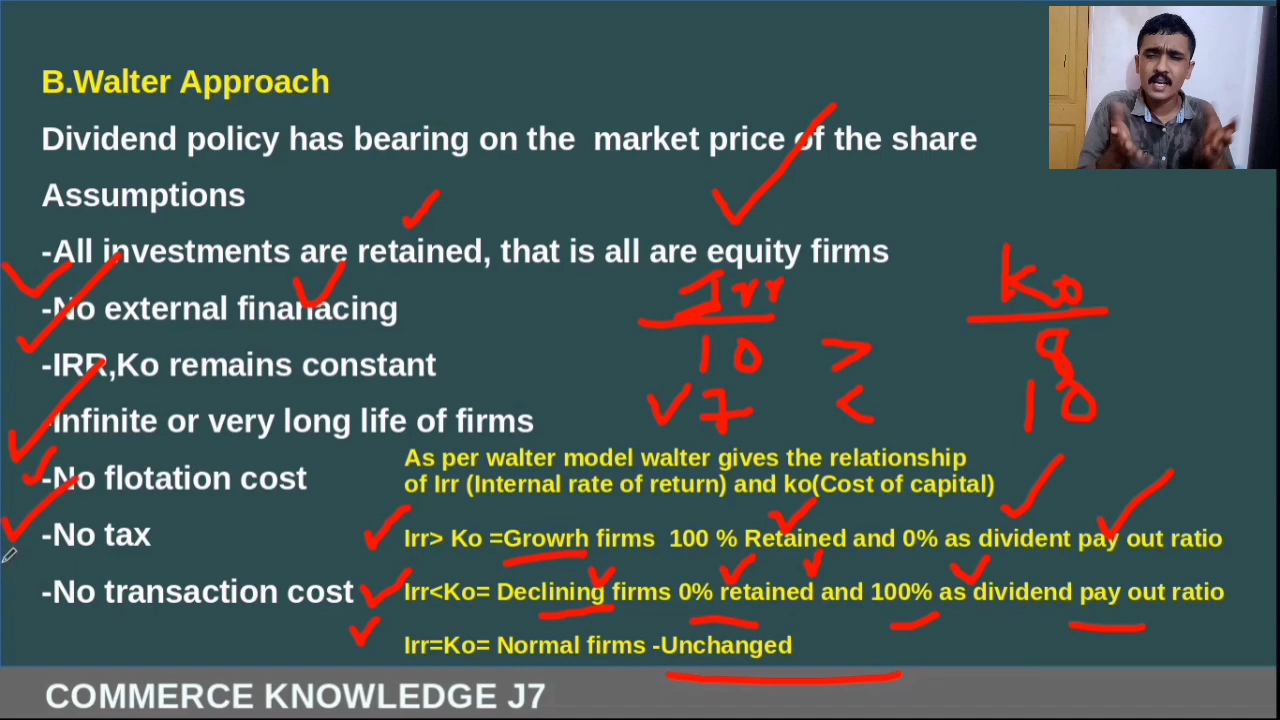 B.Walter Approach
Dividend policy has bearing on the market price of the share
Assumptions
-All investments are retained, that is all are equity firms
-No external finanacing
-IRR,Ko remains constant
-Infinite or very long life of firms
-No flotation cost
-No tax
-No transaction cost
Irr Ko
10 > 8
7 < 10
As per walter model walter gives the relationship
of Irr (Internal rate of return) and ko(Cost of capital)
Irr> Ko =Growrh firms 100 % Retained and 0% as divident pay out ratio
Irr<Ko= Declining firms 0% retained and 100% as dividend pay out ratio
Irr=Ko= Normal firms -Unchanged
COMMERCE KNOWLEDGE J7